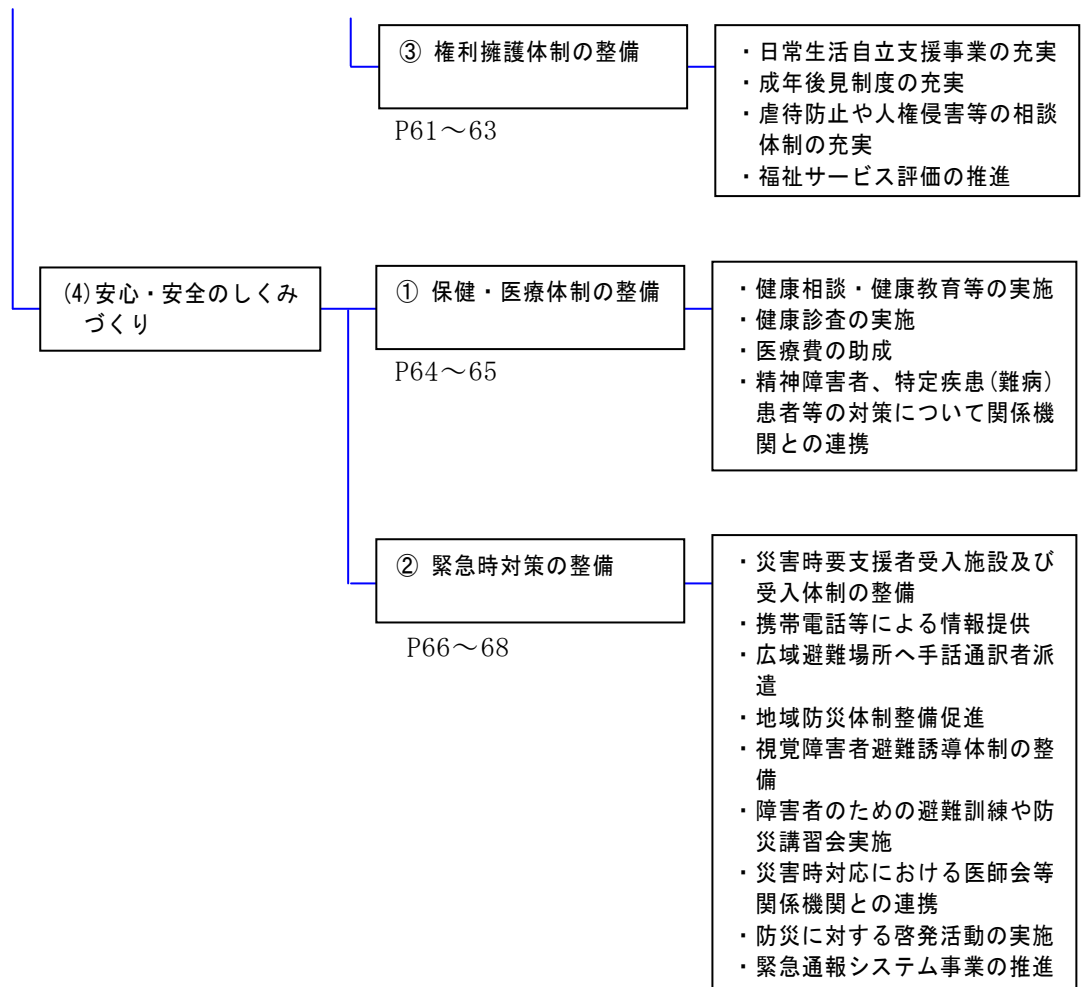 ③ 権利擁護体制の整備
P61～63
・日常生活自立支援事業の充実
・成年後見制度の充実
・虐待防止や人権侵害等の相談
体制の充実
・福祉サービス評価の推進
(4)安心・安全のしくみ
づくり
① 保健・医療体制の整備
P64～65
・健康相談・健康教育等の実施
・健康診査の実施
・医療費の助成
・精神障害者、特定疾患(難病)
患者等の対策について関係機
関との連携
② 緊急時対策の整備
P66～68
・災害時要支援者受入施設及び
受入体制の整備
・携帯電話等による情報提供
・広域避難場所へ手話通訳者派
遣
・地域防災体制整備促進
・視覚障害者避難誘導体制の整
備
・障害者のための避難訓練や防
災講習会実施
・災害時対応における医師会等
関係機関との連携
・防災に対する啓発活動の実施
・緊急通報システム事業の推進